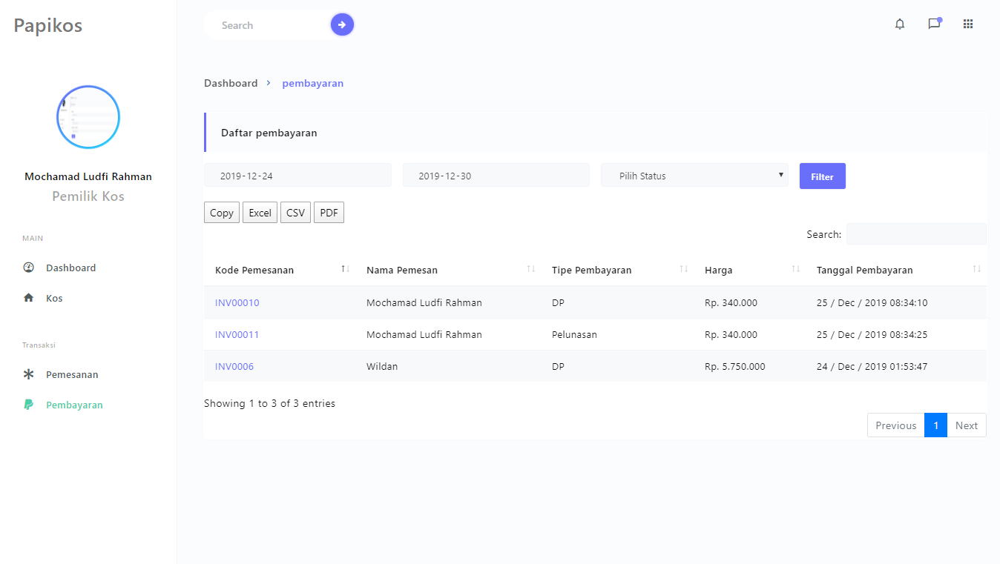 Papikos
Search
Mochamad Ludfi Rahman
Pemilik Kos
MAIN
Dashboard
Kos
Transaksi
Pemesanan
Pembayaran
Dashboard > pembayaran
Daftar pembayaran
2019-12-24 2019-12-30 Pilih Status Filter
Copy Excel CSV PDF
Search:
Kode Pemesanan Nama Pemesan Tipe Pembayaran Harga Tanggal Pembayaran
INV00010 Mochamad Ludfi Rahman DP Rp. 340.000 25 / Dec / 2019 08:34:10
INV00011 Mochamad Ludfi Rahman Pelunasan Rp. 340.000 25 / Dec / 2019 08:34:25
INV0006 Wildan DP Rp. 5.750.000 24 / Dec / 2019 01:53:47
Showing 1 to 3 of 3 entries
Previous 1 Next